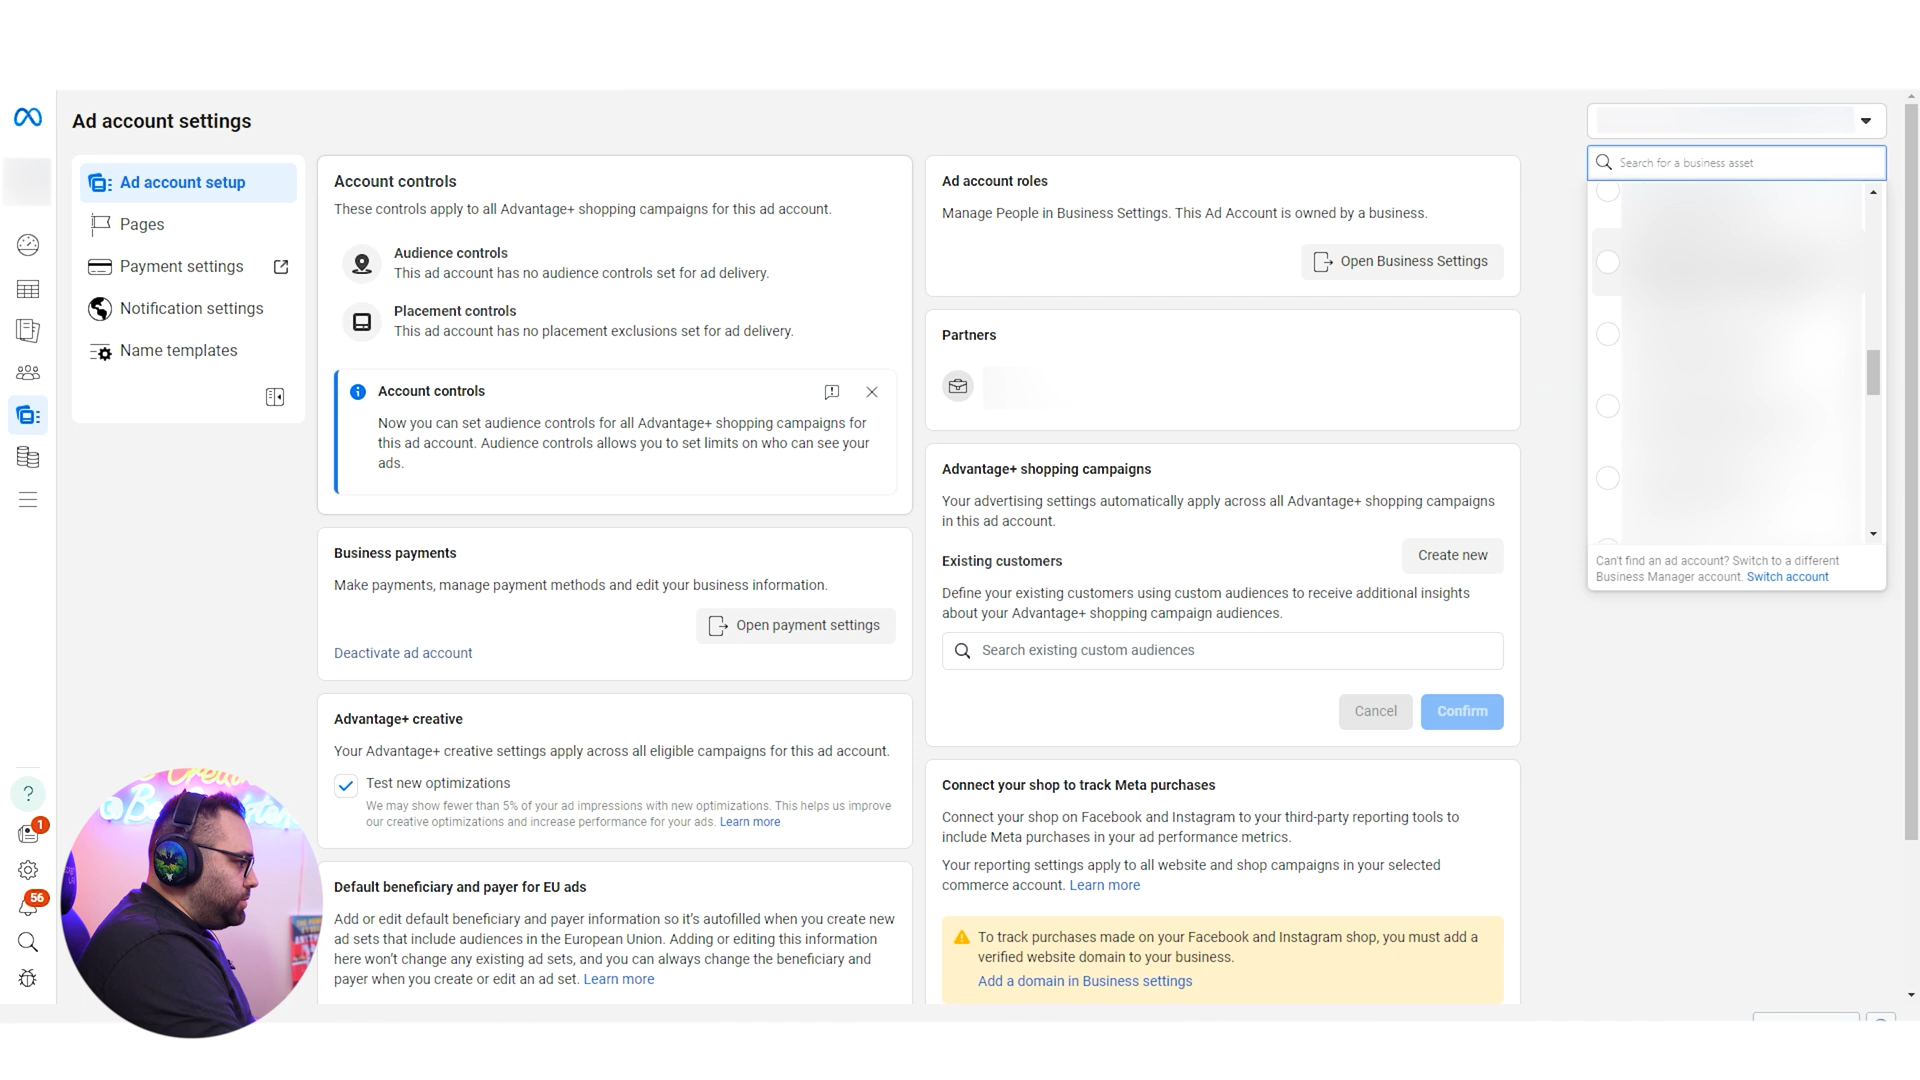 Ad account settings
Ad account setup
Pages
Payment settings
Notification settings
Name templates
Account controls
These controls apply to all Advantage+ shopping campaigns for this ad account.
Audience controls
This ad account has no audience controls set for ad delivery.
Placement controls
This ad account has no placement exclusions set for ad delivery.
Account controls
Now you can set audience controls for all Advantage+ shopping campaigns for
this ad account. Audience controls allows you to set limits on who can see your
ads.
Business payments
Make payments, manage payment methods and edit your business information.
Open payment settings
Deactivate ad account
Advantage+ creative
Your Advantage+ creative settings apply across all eligible campaigns for this ad account.
Test new optimizations
We may show fewer than 5% of your ad impressions with new optimizations. This helps us improve
our creative optimizations and increase performance for your ads. Learn more
Default beneficiary and payer for EU ads
Add or edit default beneficiary and payer information so it's autofilled when you create new
ad sets that include audiences in the European Union. Adding or editing this information
here won't change any existing ad sets, and you can always change the beneficiary and
payer when you create or edit an ad set. Learn more
Ad account roles
Manage People in Business Settings. This Ad Account is owned by a business.
Open Business Settings
Partners
Advantage+ shopping campaigns
Your advertising settings automatically apply across all Advantage+ shopping campaigns
in this ad account.
Existing customers
Create new
Define your existing customers using custom audiences to receive additional insights
about your Advantage+ shopping campaign audiences.
Search existing custom audiences
Cancel
Confirm
Connect your shop to track Meta purchases
Connect your shop on Facebook and Instagram to your third-party reporting tools to
include Meta purchases in your ad performance metrics.
Your reporting settings apply to all website and shop campaigns in your selected
commerce account. Learn more
To track purchases made on your Facebook and Instagram shop, you must add a
verified website domain to your business.
Add a domain in Business settings
Search for a business asset
Can't find an ad account? Switch to a different
Business Manager account. Switch account
?
1
56